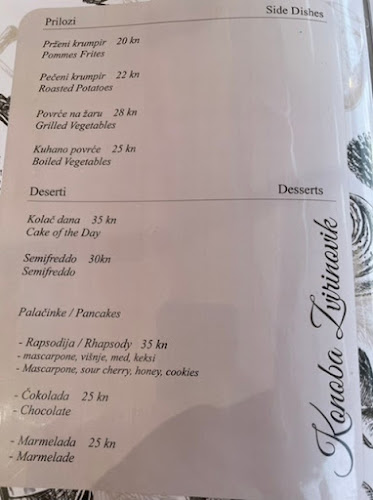 Prilozi Side Dishes
Prženi krumpir 20 kn
Pommes Frites
Pečeni krumpir 22 kn
Roasted Potatoes
Povrće na žaru 28 kn
Grilled Vegetables
Kuhano povrće 25 kn
Boiled Vegetables
Deserti Desserts
Kolač dana 35 kn
Cake of the Day
Semifreddo 30kn
Semifreddo
Palačinke / Pancakes
- Rapsodija / Rhapsody 35 kn
- mascarpone, višnje, med, keksi
- Mascarpone, sour cherry, honey, cookies
- Čokolada 25 kn
- Chocolate
- Marmelada 25 kn
- Marmelade
Konoba Zvirinovik